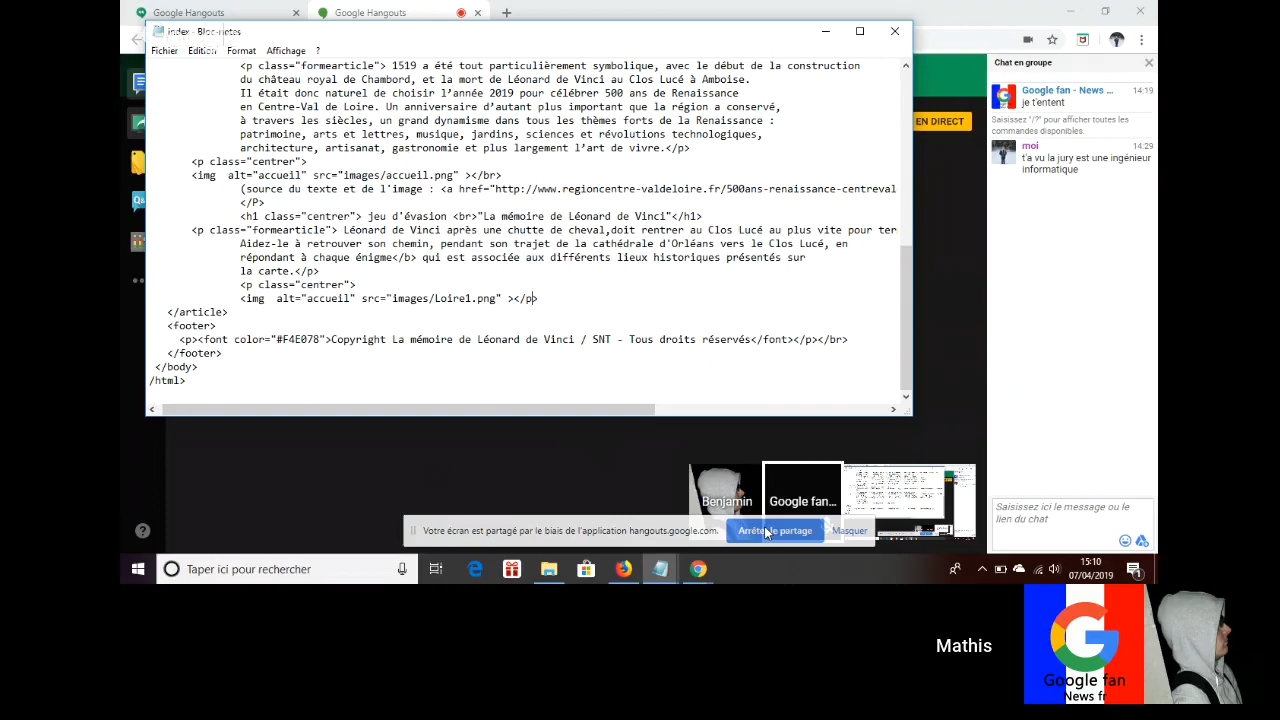 Google Hangouts
Google Hangouts
index - Bloc-notes
Fichier Edition Format Affichage ?
<p class="formearticle"> 1519 a été tout particulièrement symbolique, avec le début de la construction
du château royal de Chambord, et la mort de Léonard de Vinci au Clos Lucé à Amboise.
Il était donc naturel de choisir l'année 2019 pour célébrer 500 ans de Renaissance
en Centre-Val de Loire. Un anniversaire d'autant plus important que la région a conservé,
à travers les siècles, un grand dynamisme dans tous les thèmes forts de la Renaissance :
patrimoine, arts et lettres, musique, jardins, sciences et révolutions technologiques,
architecture, artisanat, gastronomie et plus largement l'art de vivre.</p>
<p class="centrer">
<img  alt="accueil" src="images/accueil.png" ></br>
(source du texte et de l'image : <a href="http://www.regioncentre-valdeloire.fr/500ans-renaissance-centreval
</P>
<h1 class="centrer"> jeu d'évasion <br>"La mémoire de Léonard de Vinci"</h1>
<p class="formearticle"> Léonard de Vinci après une chutte de cheval,doit rentrer au Clos Lucé au plus vite pour ter
Aidez-le à retrouver son chemin, pendant son trajet de la cathédrale d'Orléans vers le Clos Lucé, en
répondant à chaque énigme</b> qui est associée aux différents lieux historiques présentés sur
la carte.</p>
<p class="centrer">
<img  alt="accueil" src="images/Loire1.png" ></p>
</article>
<footer>
<p><font color="#F4E078">Copyright La mémoire de Léonard de Vinci / SNT - Tous droits réservés</font></p></br>
</footer>
</body>
/html>
EN DIRECT
Chat en groupe
Google fan - News ... 14:19
je t'entent
Saisissez "/?" pour afficher toutes les
commandes disponibles.
moi 14:29
t'a vu la jury est une ingénieur
informatique
Saisissez ici le message ou le
lien du chat
Q&
Benjamin
Google fan...
Votre écran est partagé par le biais de l'application hangouts.google.com.
Arrêter le partage
Masquer
Taper ici pour rechercher
15:10
07/04/2019
1
Mathis
G
Google fan
News fr